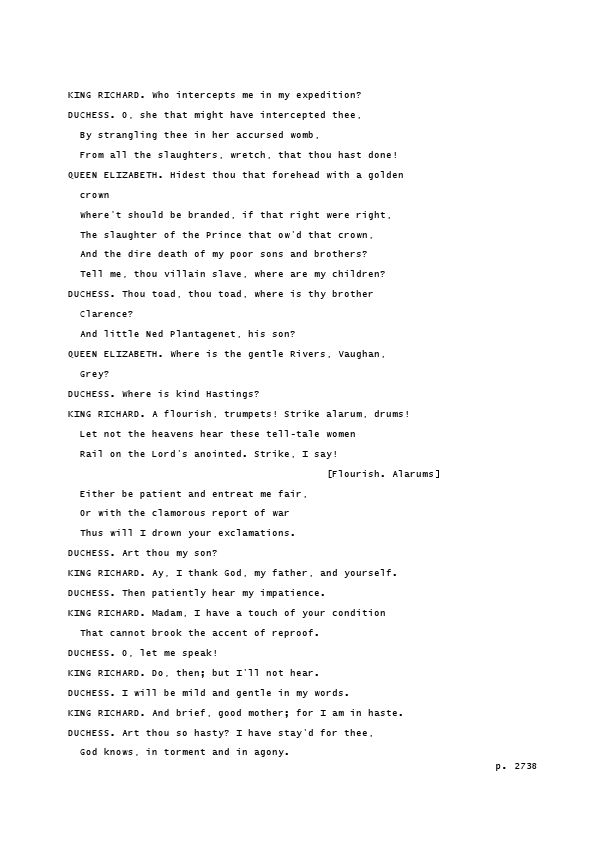 KING RICHARD. Who intercepts me in my expedition?
DUCHESS. O, she that might have intercepted thee,
By strangling thee in her accursed womb,
From all the slaughters, wretch, that thou hast done!
QUEEN ELIZABETH. Hidest thou that forehead with a golden
crown
Where't should be branded, if that right were right,
The slaughter of the Prince that ow'd that crown,
And the dire death of my poor sons and brothers?
Tell me, thou villain slave, where are my children?
DUCHESS. Thou toad, thou toad, where is thy brother
Clarence?
And little Ned Plantagenet, his son?
QUEEN ELIZABETH. Where is the gentle Rivers, Vaughan,
Grey?
DUCHESS. Where is kind Hastings?
KING RICHARD. A flourish, trumpets! Strike alarum, drums!
Let not the heavens hear these tell-tale women
Rail on the Lord's anointed. Strike, I say!
[Flourish. Alarums]
Either be patient and entreat me fair,
Or with the clamorous report of war
Thus will I drown your exclamations.
DUCHESS. Art thou my son?
KING RICHARD. Ay, I thank God, my father, and yourself.
DUCHESS. Then patiently hear my impatience.
KING RICHARD. Madam, I have a touch of your condition
That cannot brook the accent of reproof.
DUCHESS. O, let me speak!
KING RICHARD. Do, then; but I'll not hear.
DUCHESS. I will be mild and gentle in my words.
KING RICHARD. And brief, good mother; for I am in haste.
DUCHESS. Art thou so hasty? I have stay'd for thee,
God knows, in torment and in agony.
p. 2738